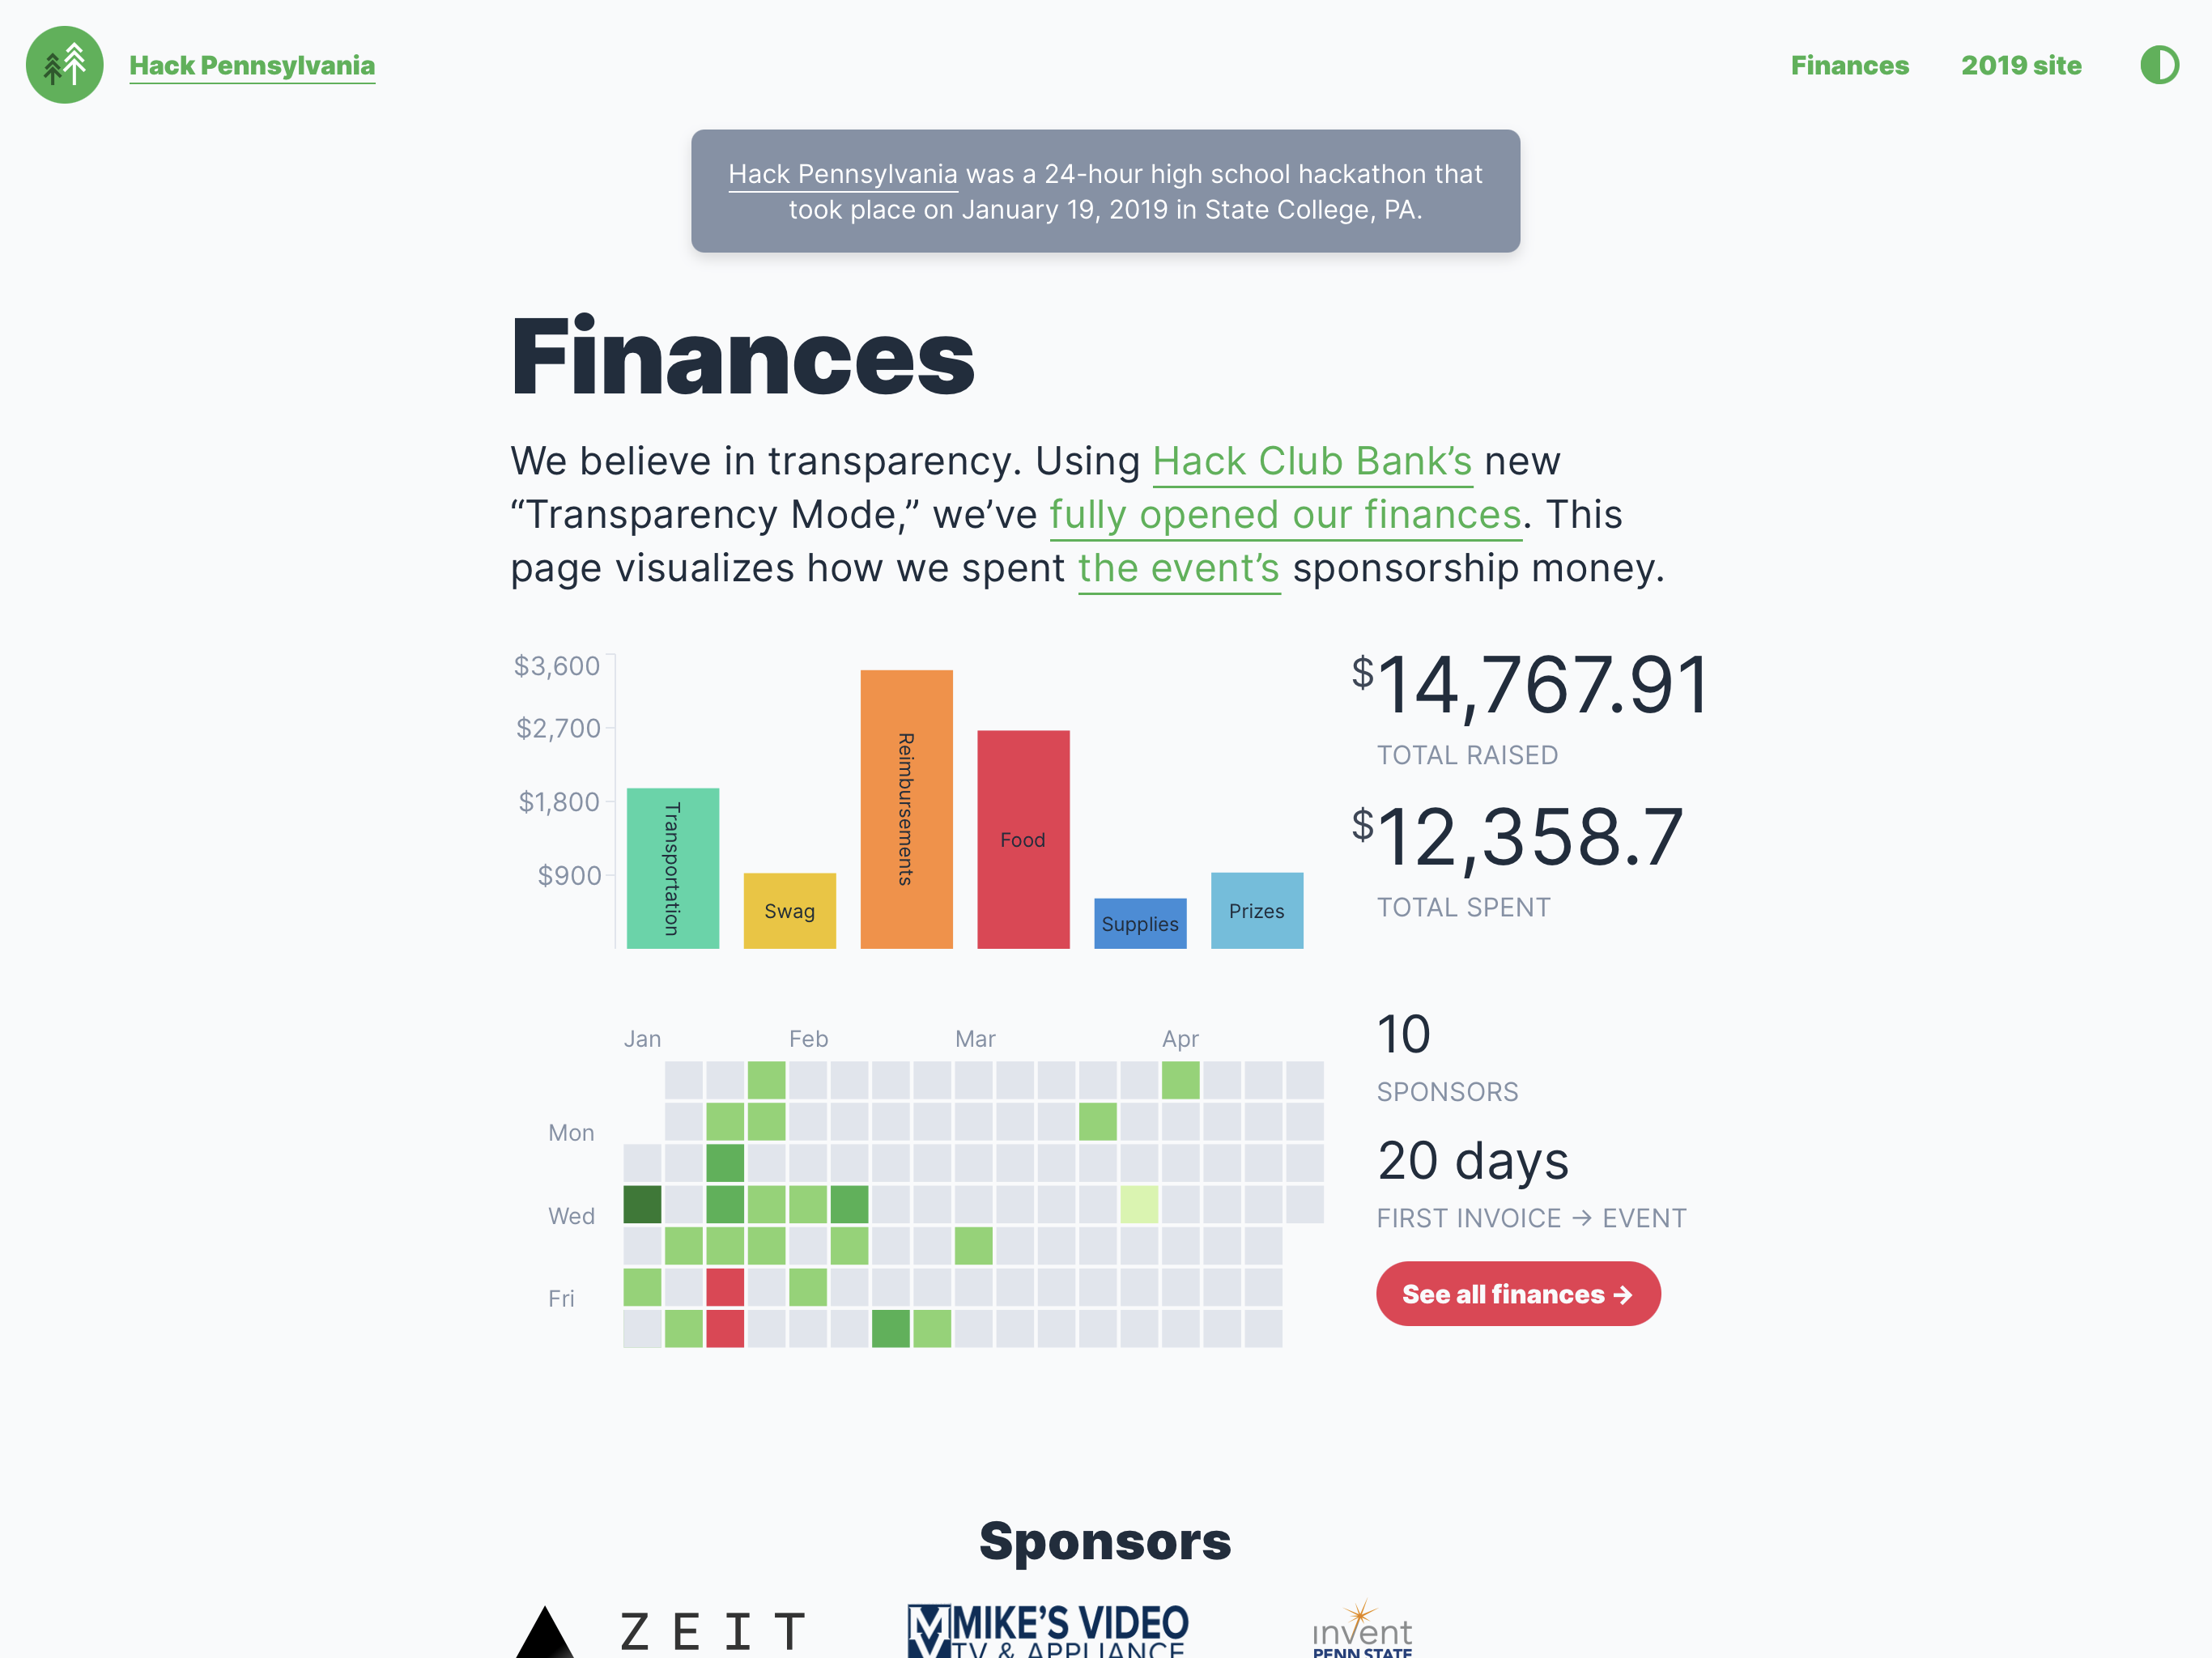 Hack Pennsylvania
Finances
2019 site
Hack Pennsylvania was a 24-hour high school hackathon that
took place on January 19, 2019 in State College, PA.
Finances
We believe in transparency. Using Hack Club Bank’s new
“Transparency Mode,” we’ve fully opened our finances. This
page visualizes how we spent the event’s sponsorship money.
$3,600
$2,700
$1,800
$900
Transportation
Swag
Reimbursements
Food
Supplies
Prizes
$14,767.91
TOTAL RAISED
$12,358.7
TOTAL SPENT
Jan
Feb
Mar
Apr
Mon
Wed
Fri
10
SPONSORS
20 days
FIRST INVOICE → EVENT
See all finances →
Sponsors
ZEIT
MIKE’S VIDEO
TV & APPLIANCE
invent
PENN STATE